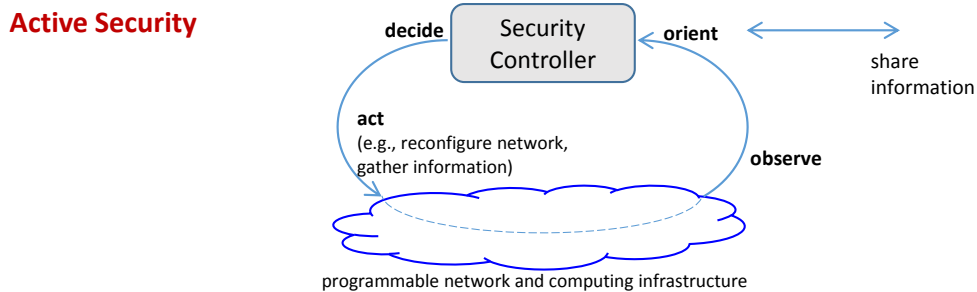 Active Security
decide
Security
Controller
orient
share
information
act
(e.g., reconfigure network,
gather information)
observe
programmable network and computing infrastructure